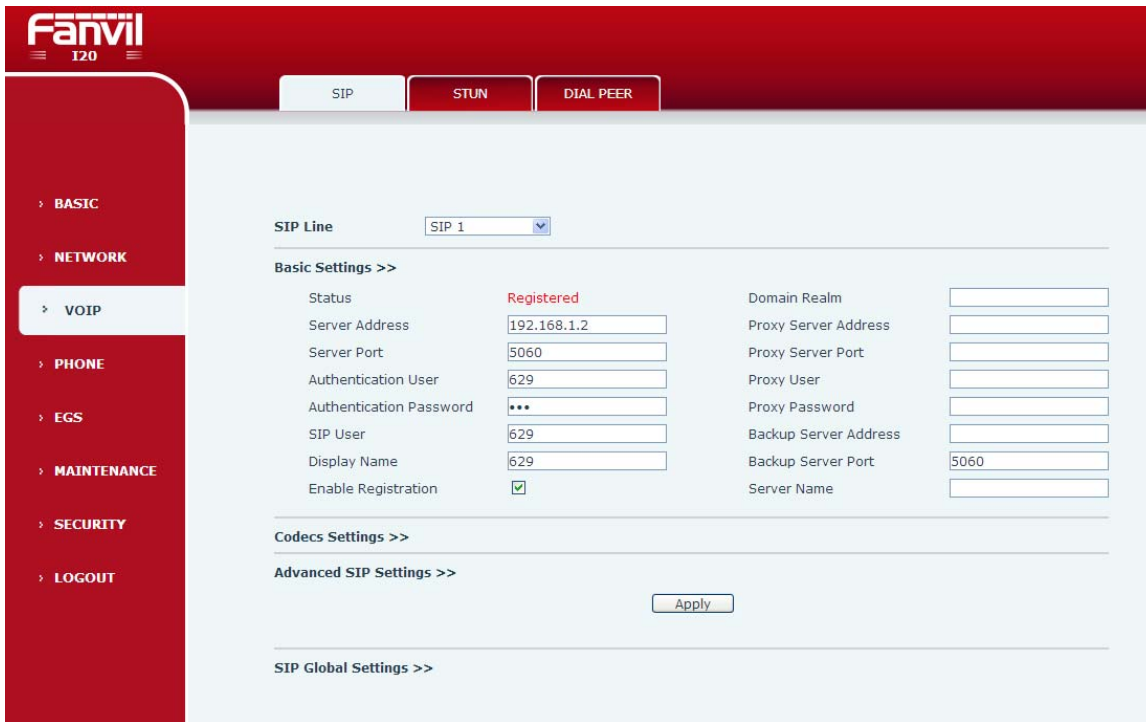 Fanvil
I20
SIP
STUN
DIAL PEER
› BASIC
› NETWORK
› VOIP
› PHONE
› EGS
› MAINTENANCE
› SECURITY
› LOGOUT
SIP Line SIP 1
Basic Settings >>
Status Registered Domain Realm
Server Address 192.168.1.2 Proxy Server Address
Server Port 5060 Proxy Server Port
Authentication User 629 Proxy User
Authentication Password ••• Proxy Password
SIP User 629 Backup Server Address
Display Name 629 Backup Server Port 5060
Enable Registration Server Name
Codecs Settings >>
Advanced SIP Settings >>
Apply
SIP Global Settings >>